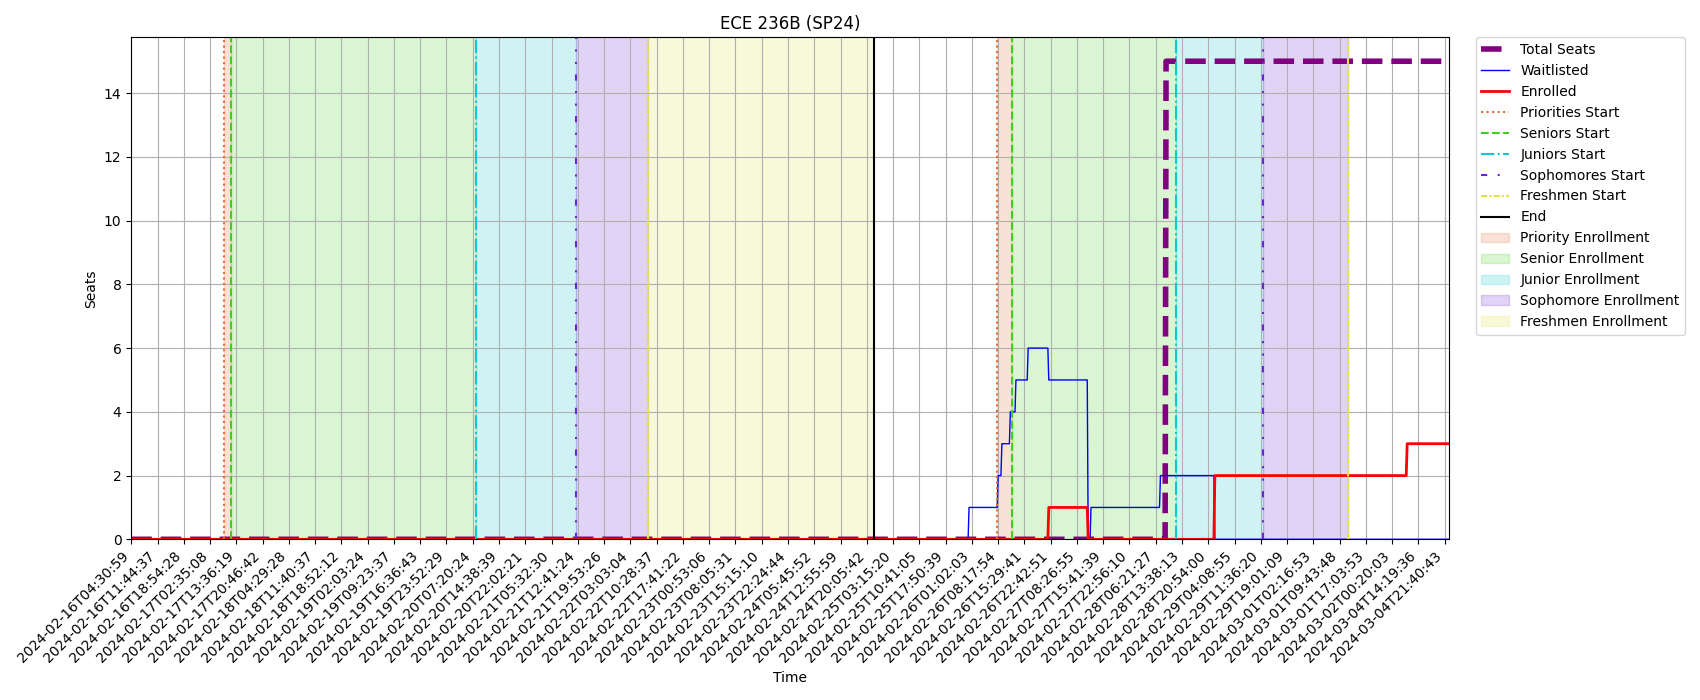 ECE 236B (SP24)
Seats
14
12
10
8
6
4
2
0
2024-02-16T04:30:59
2024-02-16T11:44:37
2024-02-16T18:54:28
2024-02-17T02:35:08
2024-02-17T13:36:19
2024-02-17T20:46:42
2024-02-18T04:29:28
2024-02-18T11:40:37
2024-02-18T18:52:12
2024-02-19T02:03:24
2024-02-19T09:23:37
2024-02-19T16:36:43
2024-02-19T23:52:29
2024-02-20T07:20:24
2024-02-20T14:38:39
2024-02-20T22:02:21
2024-02-21T05:32:30
2024-02-21T12:41:24
2024-02-21T19:53:26
2024-02-22T03:03:04
2024-02-22T10:28:37
2024-02-22T17:41:22
2024-02-23T00:53:06
2024-02-23T08:05:31
2024-02-23T15:15:10
2024-02-23T22:24:44
2024-02-24T05:45:52
2024-02-24T12:55:59
2024-02-24T20:05:42
2024-02-25T03:15:20
2024-02-25T10:41:05
2024-02-25T17:50:39
2024-02-26T01:02:03
2024-02-26T08:17:54
2024-02-26T15:29:41
2024-02-26T22:42:51
2024-02-27T08:26:55
2024-02-27T15:41:39
2024-02-27T22:56:10
2024-02-28T06:21:27
2024-02-28T13:38:13
2024-02-28T20:54:00
2024-02-29T04:08:55
2024-02-29T11:36:20
2024-02-29T19:01:09
2024-03-01T02:16:53
2024-03-01T09:43:48
2024-03-01T17:03:53
2024-03-02T00:20:03
2024-03-04T14:19:36
2024-03-04T21:40:43
Time
Total Seats
Waitlisted
Enrolled
Priorities Start
Seniors Start
Juniors Start
Sophomores Start
Freshmen Start
End
Priority Enrollment
Senior Enrollment
Junior Enrollment
Sophomore Enrollment
Freshmen Enrollment